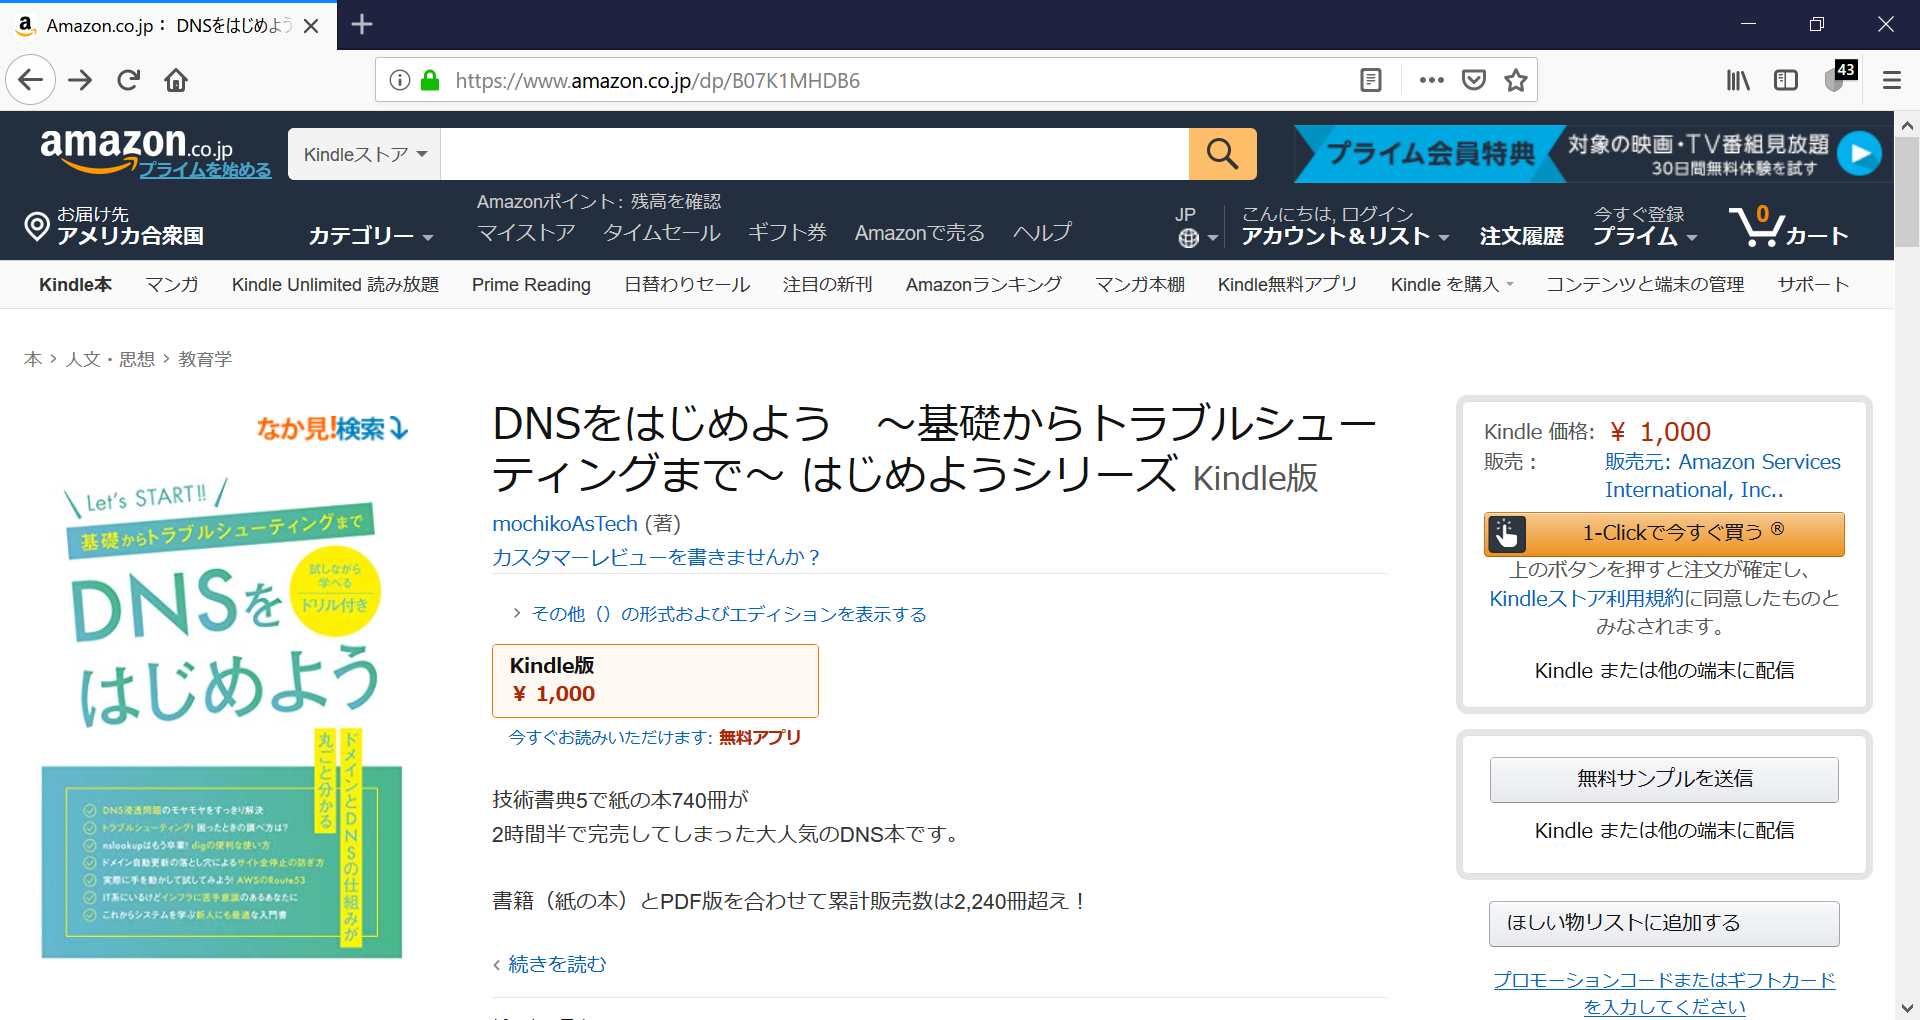 Amazon.co.jp： DNSをはじめよう
https://www.amazon.co.jp/dp/B07K1MHDB6
43
amazon.co.jp
プライムを始める
Kindleストア
プライム会員特典
対象の映画・TV番組見放題
30日間無料体験を試す
お届け先
アメリカ合衆国
カテゴリー
Amazonポイント: 残高を確認
マイストア タイムセール ギフト券 Amazonで売る ヘルプ
JP
こんにちは, ログイン
アカウント&リスト
注文履歴
今すぐ登録
プライム
0
カート
Kindle本 マンガ Kindle Unlimited 読み放題 Prime Reading 日替わりセール 注目の新刊 Amazonランキング マンガ本棚 Kindle無料アプリ Kindle を購入 コンテンツと端末の管理 サポート
本 › 人文・思想 › 教育学
なか見!検索
Let's START!!
基礎からトラブルシューティングまで
DNSを
はじめよう
試しながら
学べる
ドリル付き
ドメインとDNSの仕組みが
丸ごと分かる
DNS浸透問題のモヤモヤをすっきり解決
トラブルシューティング! 困ったときの調べ方は?
nslookupはもう卒業! digの便利な使い方
ドメイン自動更新の落とし穴によるサイト全停止の防ぎ方
実際に手を動かして試してみよう! AWSのRoute53
IT系にいるけどインフラに苦手意識のあるあなたに
これからシステムを学ぶ新人にも最適な入門書
DNSをはじめよう　～基礎からトラブルシュー
ティングまで～ はじめようシリーズ Kindle版
mochikoAsTech (著)
カスタマーレビューを書きませんか？
› その他（）の形式およびエディションを表示する
Kindle版
￥ 1,000
今すぐお読みいただけます: 無料アプリ
技術書典5で紙の本740冊が
2時間半で完売してしまった大人気のDNS本です。
書籍（紙の本）とPDF版を合わせて累計販売数は2,240冊超え！
‹ 続きを読む
Kindle 価格: ￥ 1,000
販売： 販売元: Amazon Services
International, Inc..
1-Clickで今すぐ買う ®
上のボタンを押すと注文が確定し、
Kindleストア利用規約に同意したものと
みなされます。
Kindle または他の端末に配信
無料サンプルを送信
Kindle または他の端末に配信
ほしい物リストに追加する
プロモーションコードまたはギフトカード
を入力してください